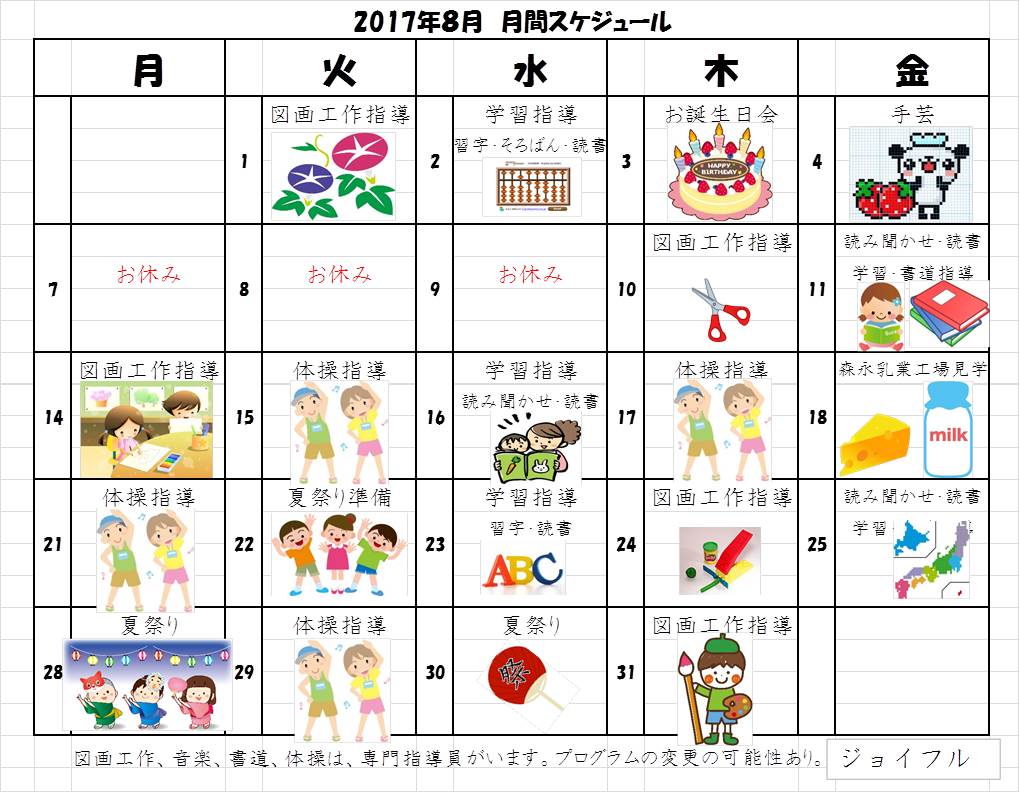 2017年8月 月間スケジュール
月 火 水 木 金
1 図画工作指導
2 学習指導
習字・そろばん・読書
3 お誕生日会
HAPPY
BIRTHDAY
4 手芸
7 お休み
8 お休み
9 お休み
10 図画工作指導
11 読み聞かせ・読書
学習・書道指導
14 図画工作指導
15 体操指導
16 学習指導
読み聞かせ・読書
17 体操指導
18 森永乳業工場見学
milk
21 体操指導
22 夏祭り準備
23 学習指導
習字・読書
ABC
24 図画工作指導
25 読み聞かせ・読書
学習
28 夏祭り
29 体操指導
30 夏祭り
31 図画工作指導
図画工作、音楽、書道、体操は、専門指導員がいます。プログラムの変更の可能性あり。
ジョイフル